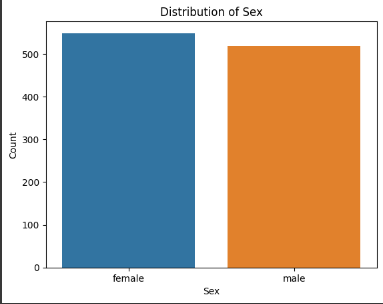 Distribution of Sex
500
400
300
200
100
0
Count
female
male
Sex